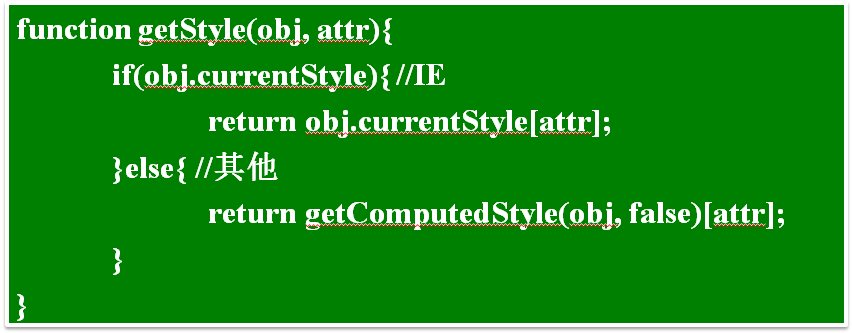 function getStyle(obj, attr){
if(obj.currentStyle){ //IE
return obj.currentStyle[attr];
}else{ //其他
return getComputedStyle(obj, false)[attr];
}
}